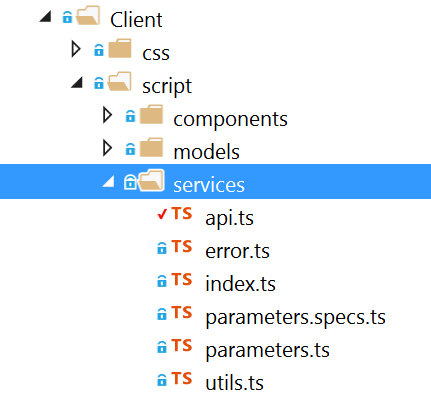 Client
css
script
components
models
services
TS api.ts
TS error.ts
TS index.ts
TS parameters.specs.ts
TS parameters.ts
TS utils.ts